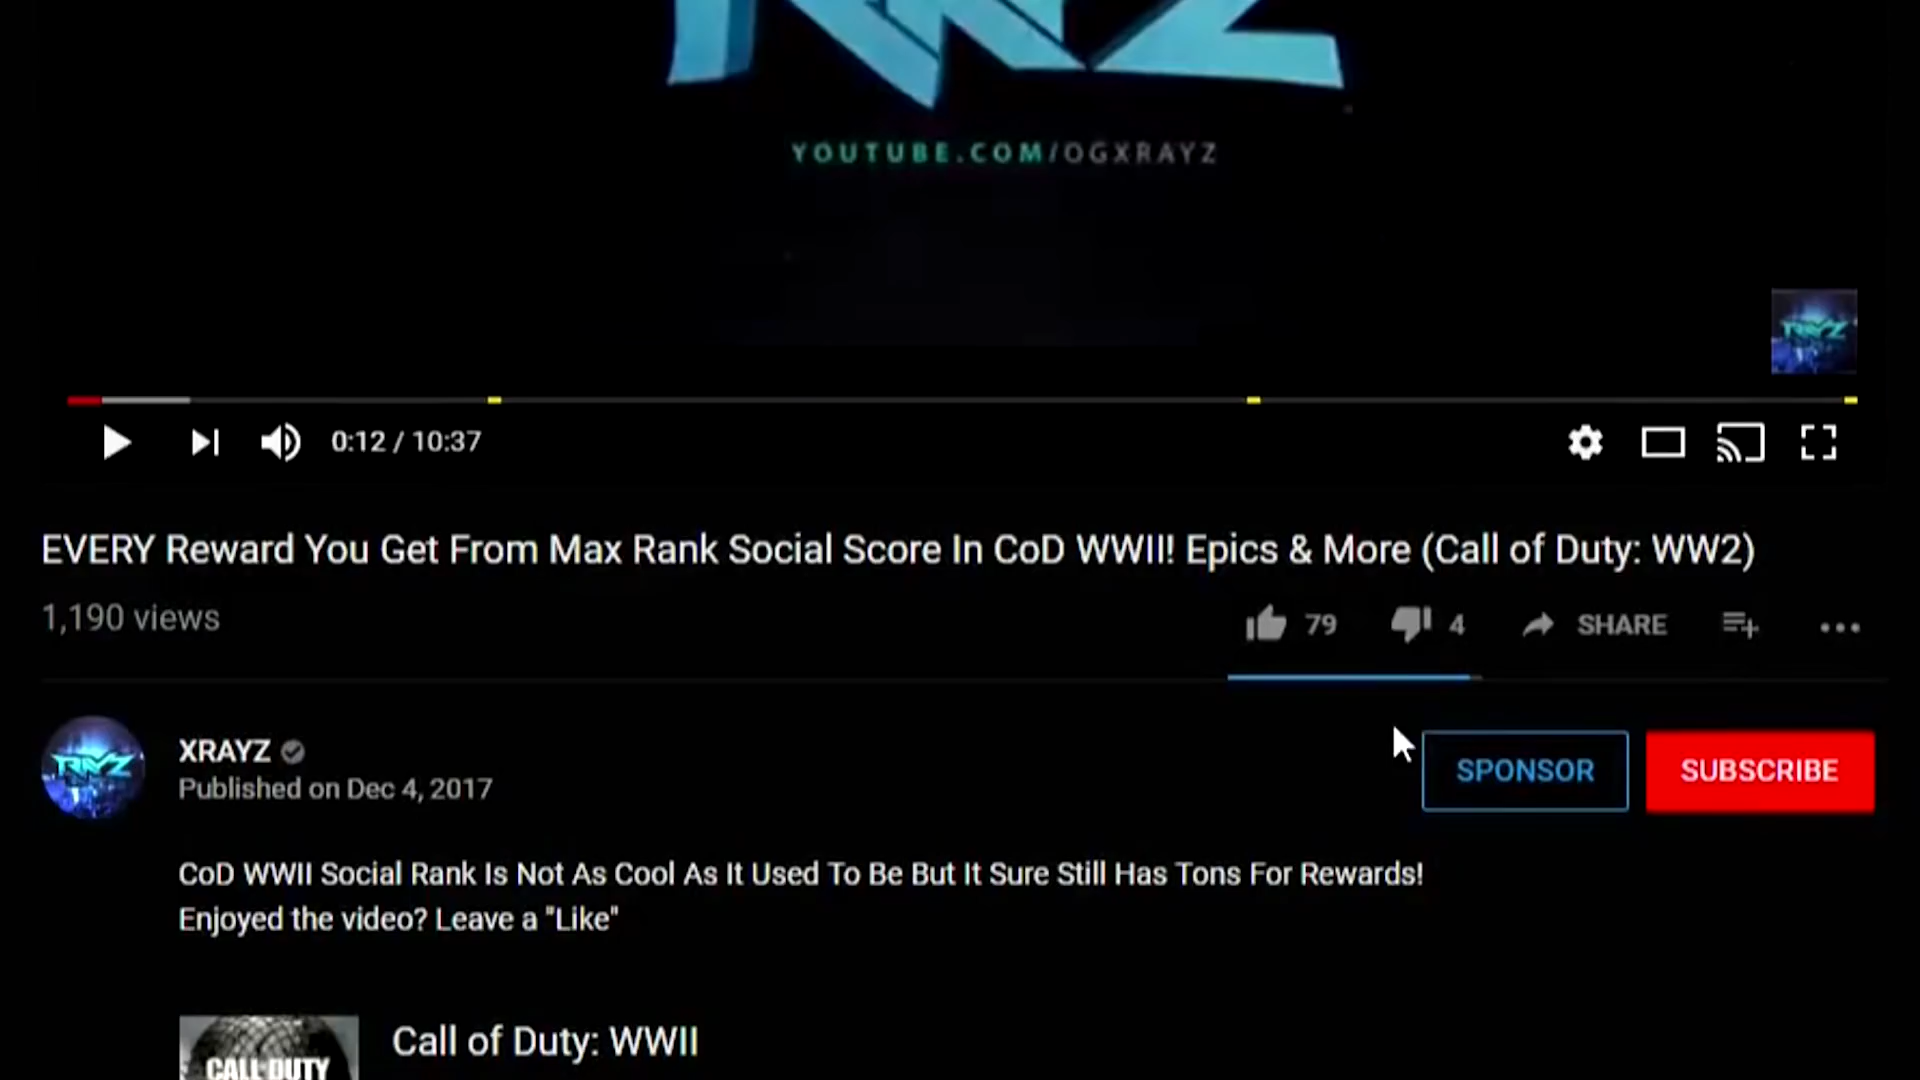 YOUTUBE.COM/OGXRAYZ
RAYZ
0:12 / 10:37
EVERY Reward You Get From Max Rank Social Score In CoD WWII! Epics & More (Call of Duty: WW2)
1,190 views
79
4
SHARE
RAYZ
XRAYZ
Published on Dec 4, 2017
SPONSOR
SUBSCRIBE
CoD WWII Social Rank Is Not As Cool As It Used To Be But It Sure Still Has Tons For Rewards!
Enjoyed the video? Leave a "Like"
CALL OF DUTY
Call of Duty: WWII